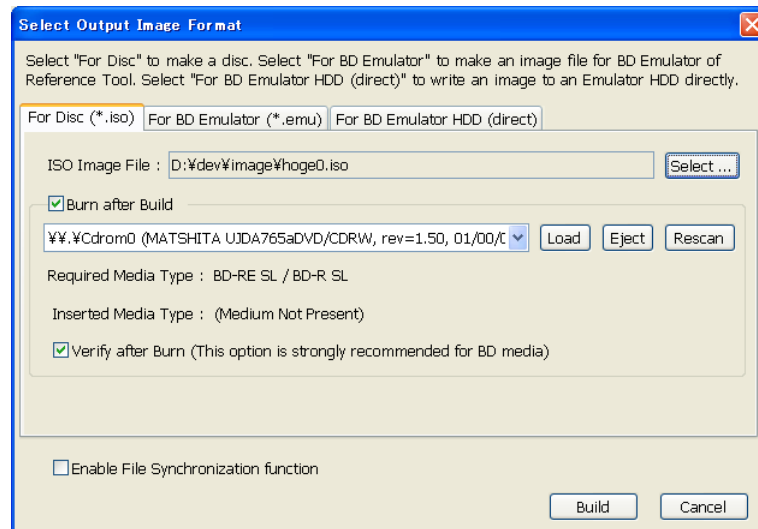 Select Output Image Format
Select "For Disc" to make a disc. Select "For BD Emulator" to make an image file for BD Emulator of
Reference Tool. Select "For BD Emulator HDD (direct)" to write an image to an Emulator HDD directly.
For Disc (*.iso) For BD Emulator (*.emu) For BD Emulator HDD (direct)
ISO Image File : D:¥dev¥image¥hoge0.iso Select ...
Burn after Build
¥¥.¥Cdrom0 (MATSHITA UJDA765aDVD/CDRW, rev=1.50, 01/00/ Load Eject Rescan
Required Media Type : BD-RE SL / BD-R SL
Inserted Media Type : (Medium Not Present)
Verify after Burn (This option is strongly recommended for BD media)
Enable File Synchronization function
Build Cancel